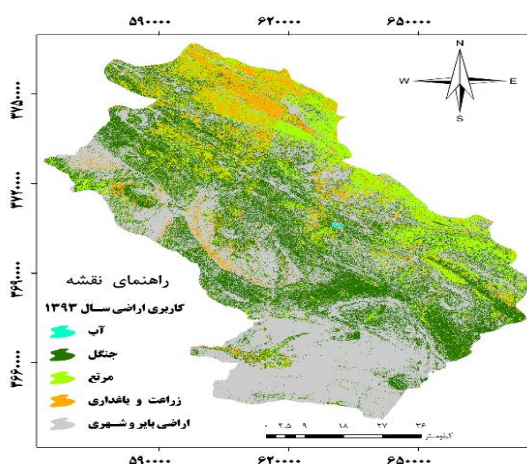 ۵۹۰۰۰۰ ۶۲۰۰۰۰ ۶۵۰۰۰۰
N
W E
S
۳۷۵۰۰۰۰
۳۷۲۰۰۰۰
۳۶۹۰۰۰۰
۳۶۶۰۰۰۰
راهنمای نقشه
کاربری اراضی سال ۱۳۹۳
آب
جنگل
مرتع
زراعت و باغداری
اراضی بایر و شهری
۰ ۴.۵ ۹ ۱۸ ۲۷ ۳۶
کیلومتر
۵۹۰۰۰۰ ۶۲۰۰۰۰ ۶۵۰۰۰۰